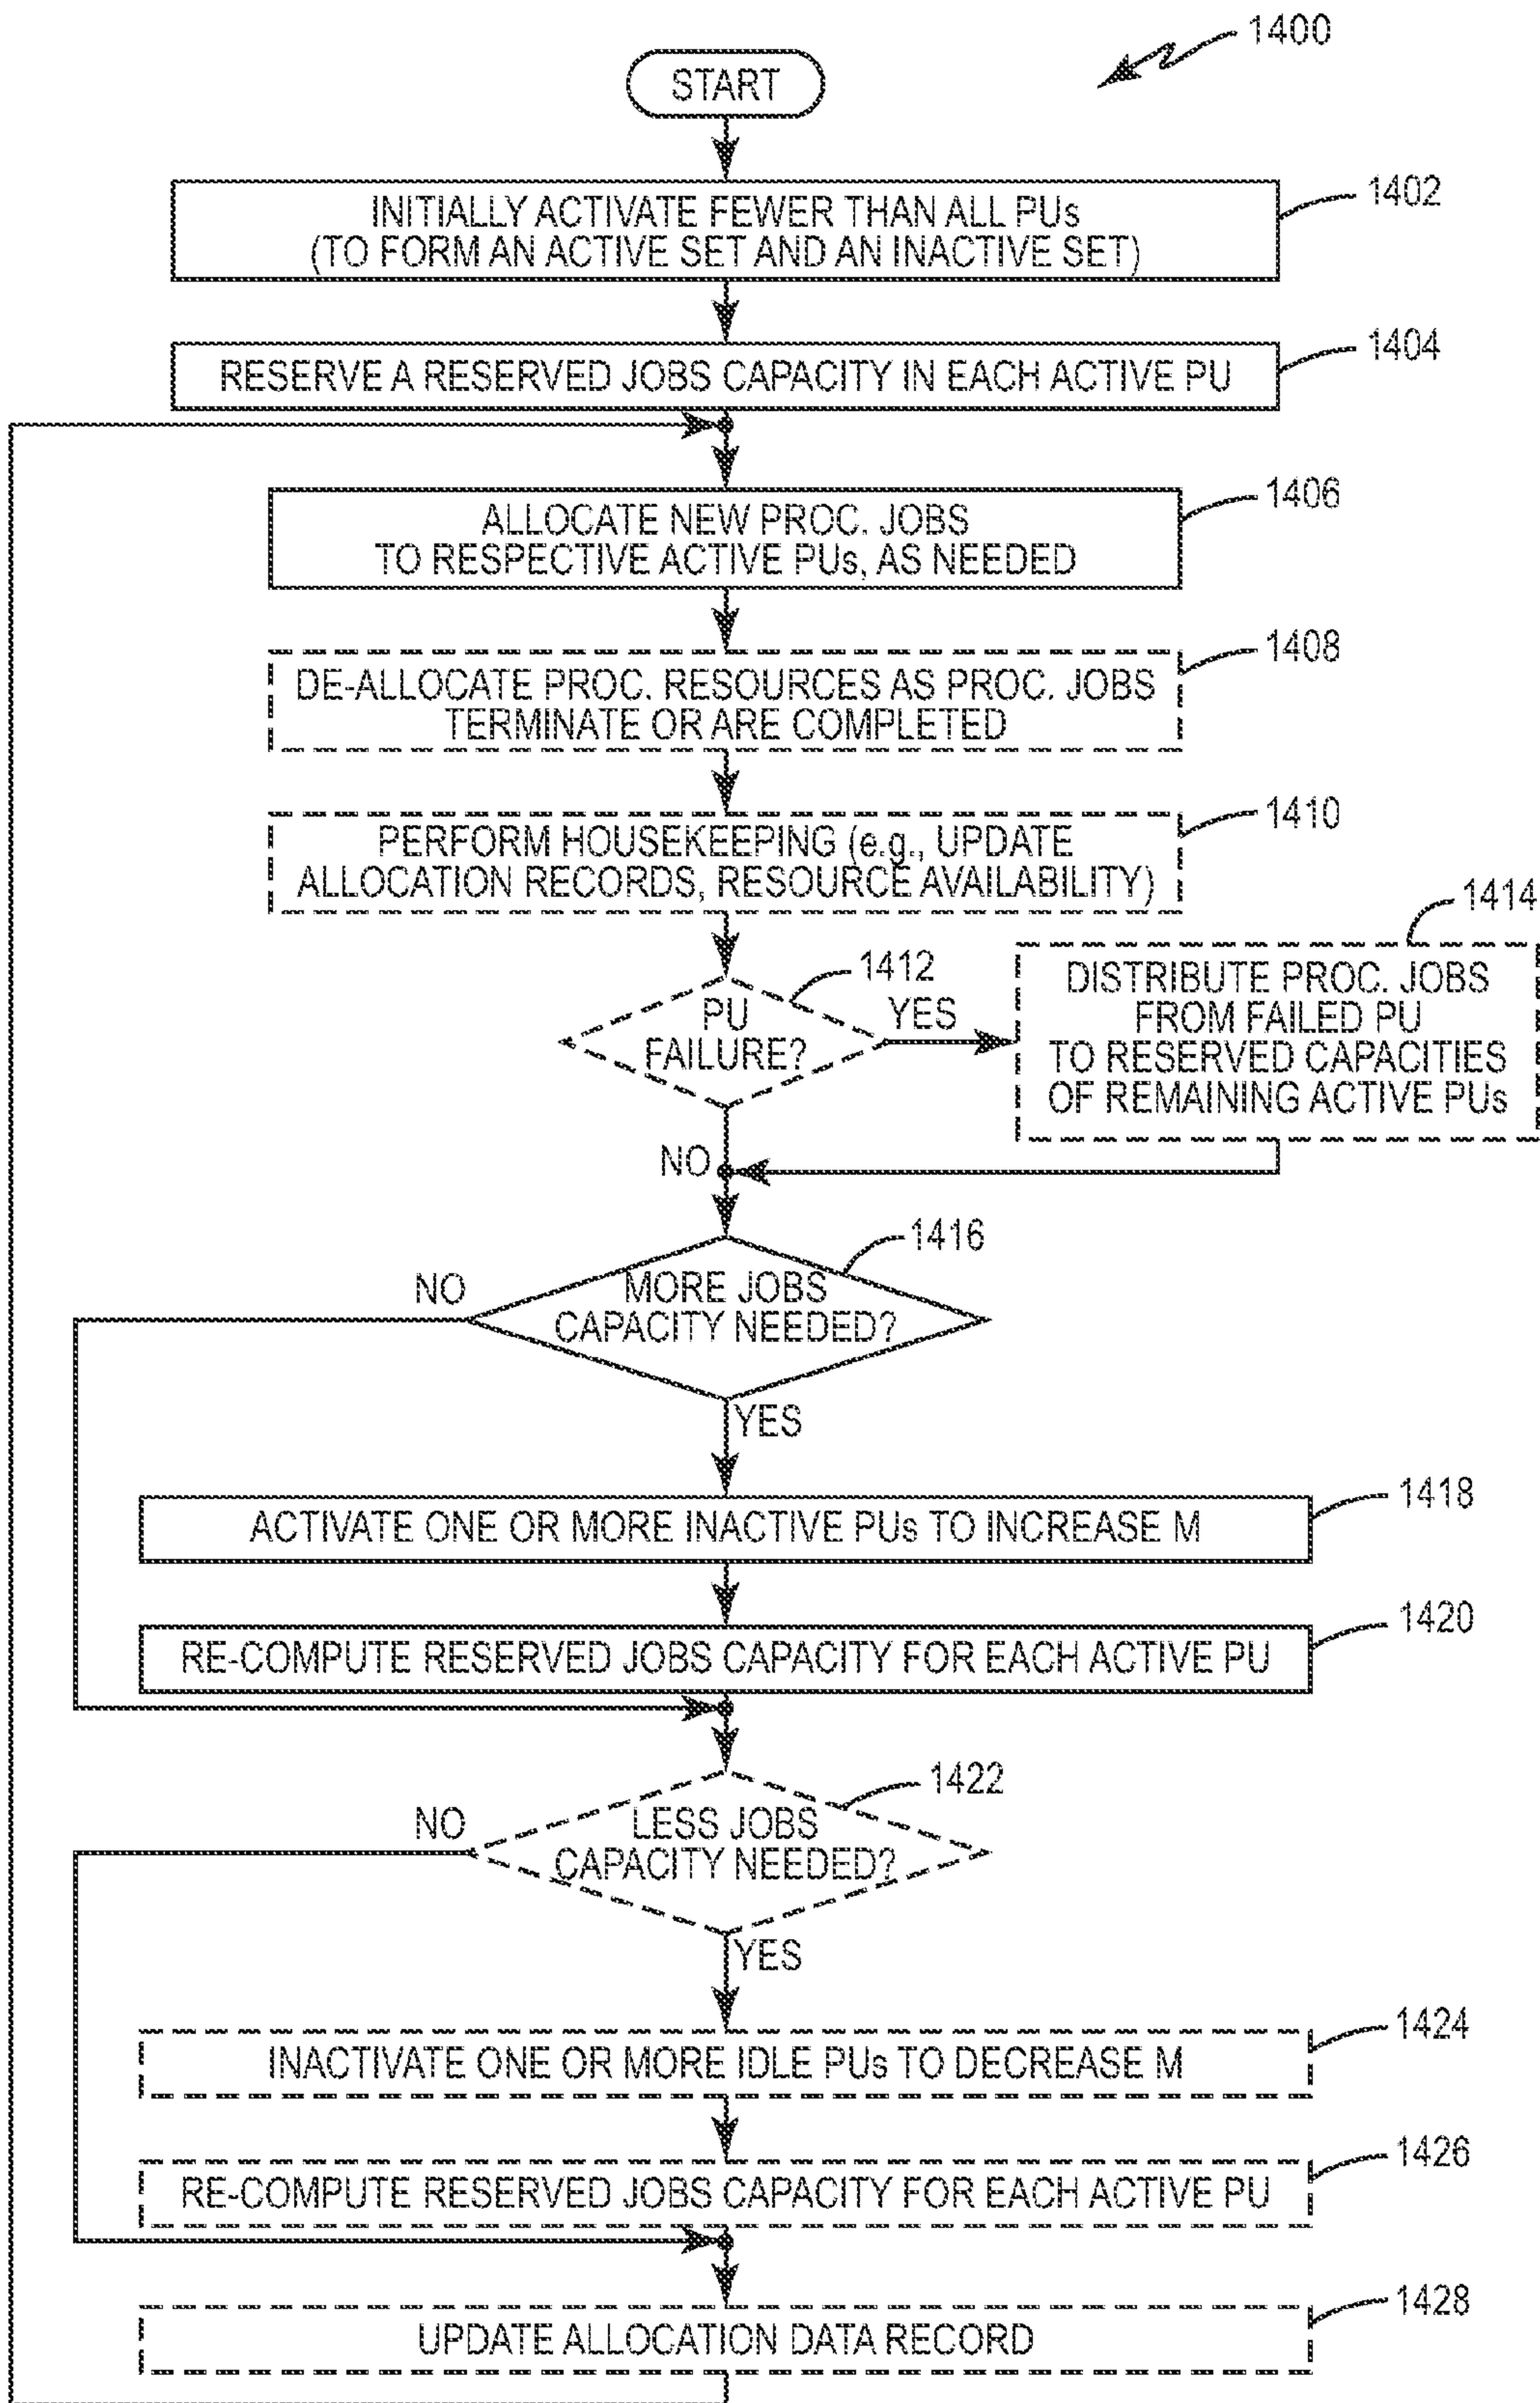 1400
START
INITIALLY ACTIVATE FEWER THAN ALL PUs
(TO FORM AN ACTIVE SET AND AN INACTIVE SET)
1402
RESERVE A RESERVED JOBS CAPACITY IN EACH ACTIVE PU
1404
ALLOCATE NEW PROC. JOBS
TO RESPECTIVE ACTIVE PUs, AS NEEDED
1406
DE-ALLOCATE PROC. RESOURCES AS PROC. JOBS
TERMINATE OR ARE COMPLETED
1408
PERFORM HOUSEKEEPING (e.g., UPDATE
ALLOCATION RECORDS, RESOURCE AVAILABILITY)
1410
PU
FAILURE?
1412
YES
NO
DISTRIBUTE PROC. JOBS
FROM FAILED PU
TO RESERVED CAPACITIES
OF REMAINING ACTIVE PUs
1414
MORE JOBS
CAPACITY NEEDED?
1416
NO
YES
ACTIVATE ONE OR MORE INACTIVE PUs TO INCREASE M
1418
RE-COMPUTE RESERVED JOBS CAPACITY FOR EACH ACTIVE PU
1420
LESS JOBS
CAPACITY NEEDED?
1422
NO
YES
INACTIVATE ONE OR MORE IDLE PUs TO DECREASE M
1424
RE-COMPUTE RESERVED JOBS CAPACITY FOR EACH ACTIVE PU
1426
UPDATE ALLOCATION DATA RECORD
1428